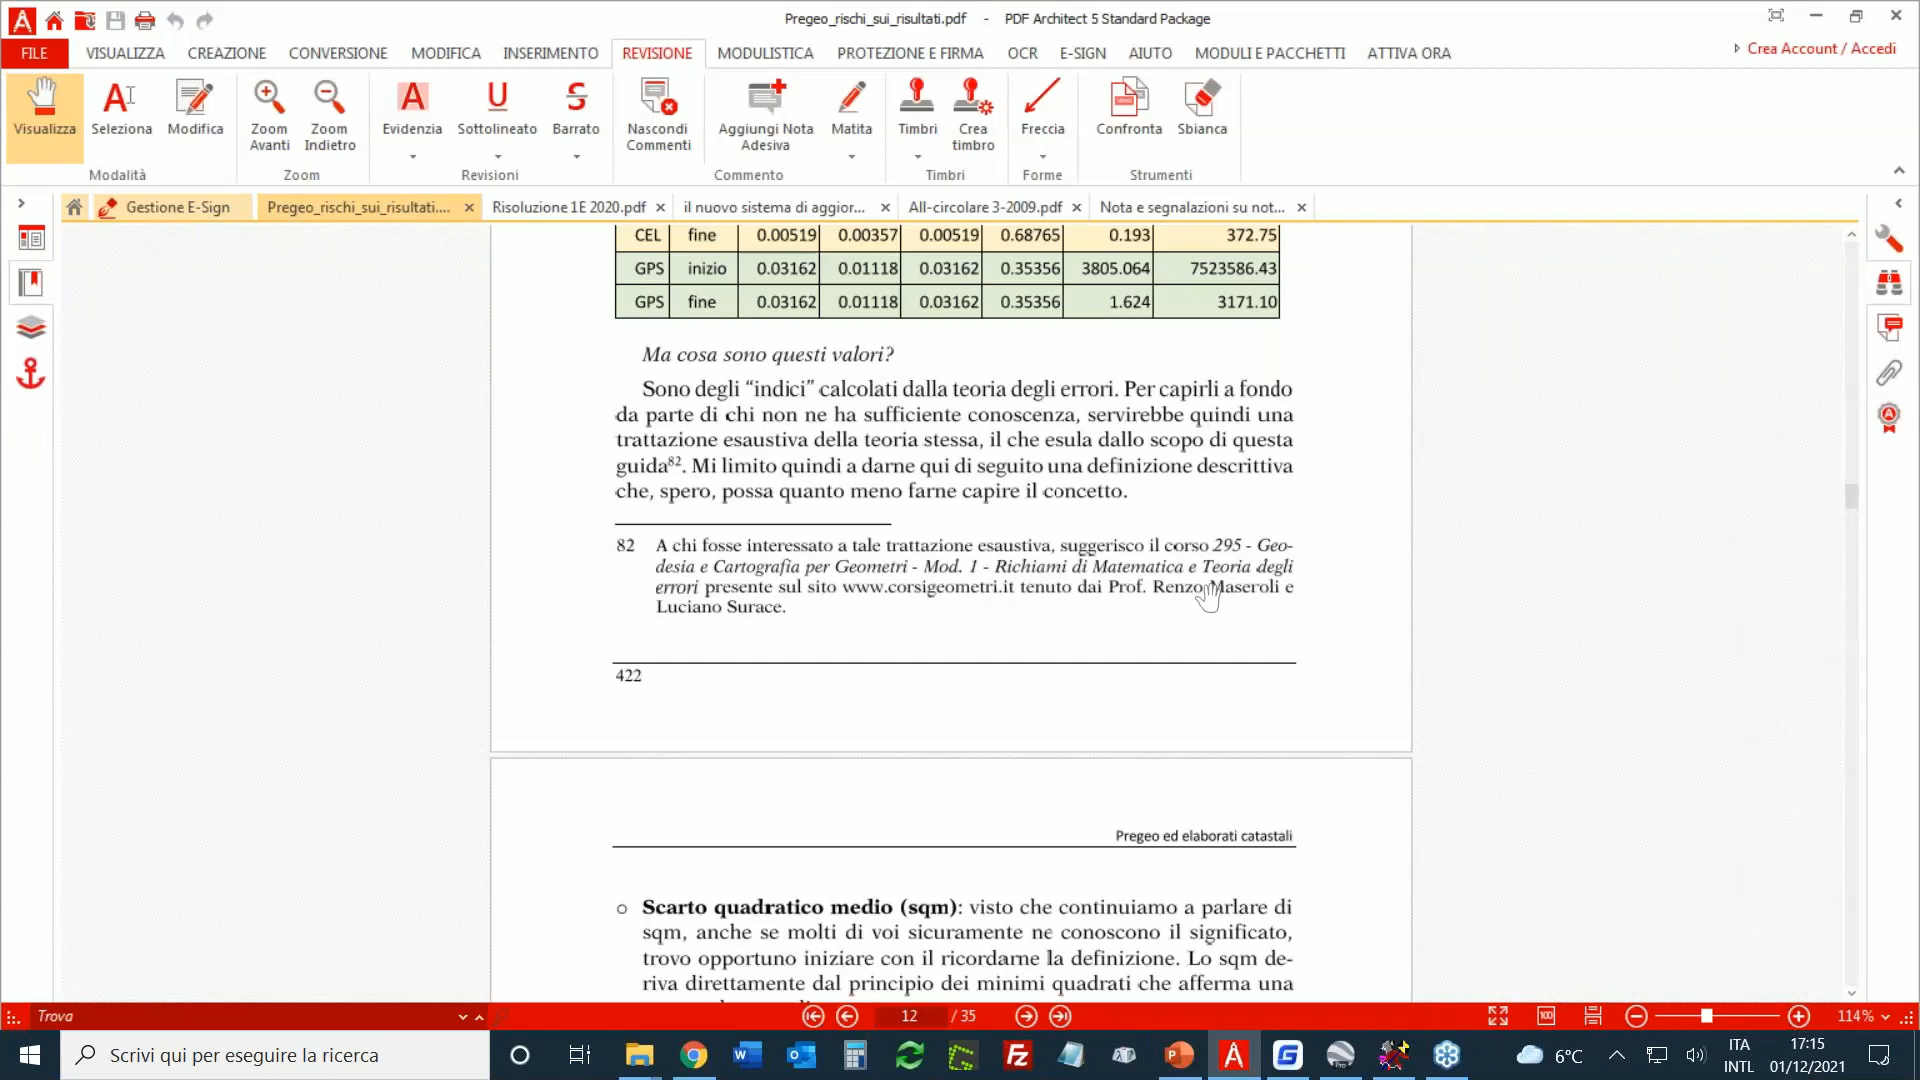 Pregeo_rischi_sui_risultati.pdf - PDF Architect 5 Standard Package
FILE VISUALIZZA CREAZIONE CONVERSIONE MODIFICA INSERIMENTO REVISIONE MODULISTICA PROTEZIONE E FIRMA OCR E-SIGN AIUTO MODULI E PACCHETTI ATTIVA ORA Crea Account / Accedi
Visualizza Seleziona Modifica Zoom Avanti Zoom Indietro Evidenzia Sottolineato Barrato Nascondi Commenti Aggiungi Nota Adesiva Matita Timbri Crea timbro Freccia Confronta Sbianca
Modalità Zoom Revisioni Commento Timbri Forme Strumenti
Gestione E-Sign Pregeo_rischi_sui_risultati.... Risoluzione 1E 2020.pdf il nuovo sistema di aggior... All-circolare 3-2009.pdf Nota e segnalazioni su not...
CEL fine 0.00519 0.00357 0.00519 0.68765 0.193 372.75
GPS inizio 0.03162 0.01118 0.03162 0.35356 3805.064 7523586.43
GPS fine 0.03162 0.01118 0.03162 0.35356 1.624 3171.10
Ma cosa sono questi valori?
Sono degli “indici” calcolati dalla teoria degli errori. Per capirli a fondo
da parte di chi non ne ha sufficiente conoscenza, servirebbe quindi una
trattazione esaustiva della teoria stessa, il che esula dallo scopo di questa
guida82. Mi limito quindi a darne qui di seguito una definizione descrittiva
che, spero, possa quanto meno farne capire il concetto.
82 A chi fosse interessato a tale trattazione esaustiva, suggerisco il corso 295 - Geo-
desia e Cartografia per Geometri - Mod. 1 - Richiami di Matematica e Teoria degli
errori presente sul sito www.corsigeometri.it tenuto dai Prof. Renzo Maseroli e
Luciano Surace.
422
Pregeo ed elaborati catastali
o Scarto quadratico medio (sqm): visto che continuiamo a parlare di
sqm, anche se molti di voi sicuramente ne conoscono il significato,
trovo opportuno iniziare con il ricordarne la definizione. Lo sqm de-
riva direttamente dal principio dei minimi quadrati che afferma una
Trova 12 / 35 100 114%
Scrivi qui per eseguire la ricerca 6°C ITA INTL 17:15 01/12/2021